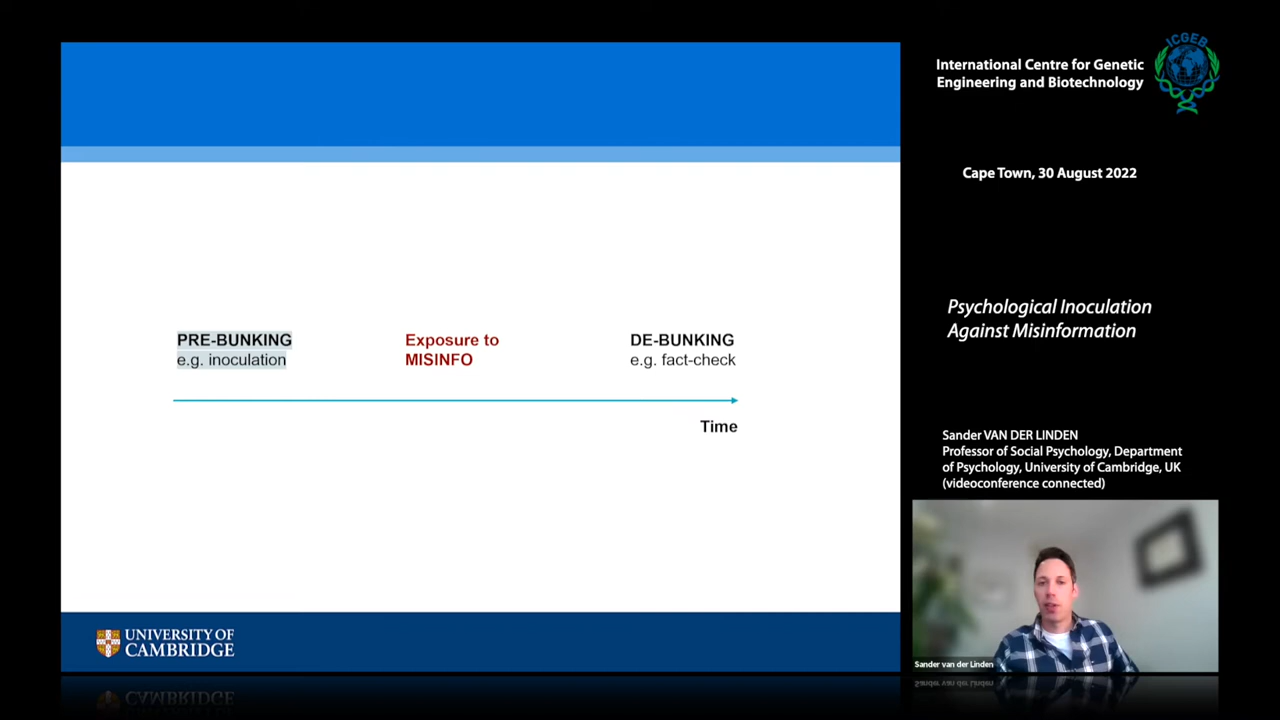 PRE-BUNKING
e.g. inoculation
Exposure to
MISINFO
DE-BUNKING
e.g. fact-check
Time
UNIVERSITY OF
CAMBRIDGE
International Centre for Genetic
Engineering and Biotechnology
ICGEB
Cape Town, 30 August 2022
Psychological Inoculation
Against Misinformation
Sander VAN DER LINDEN
Professor of Social Psychology, Department
of Psychology, University of Cambridge, UK
(videoconference connected)
Sander van der Linden